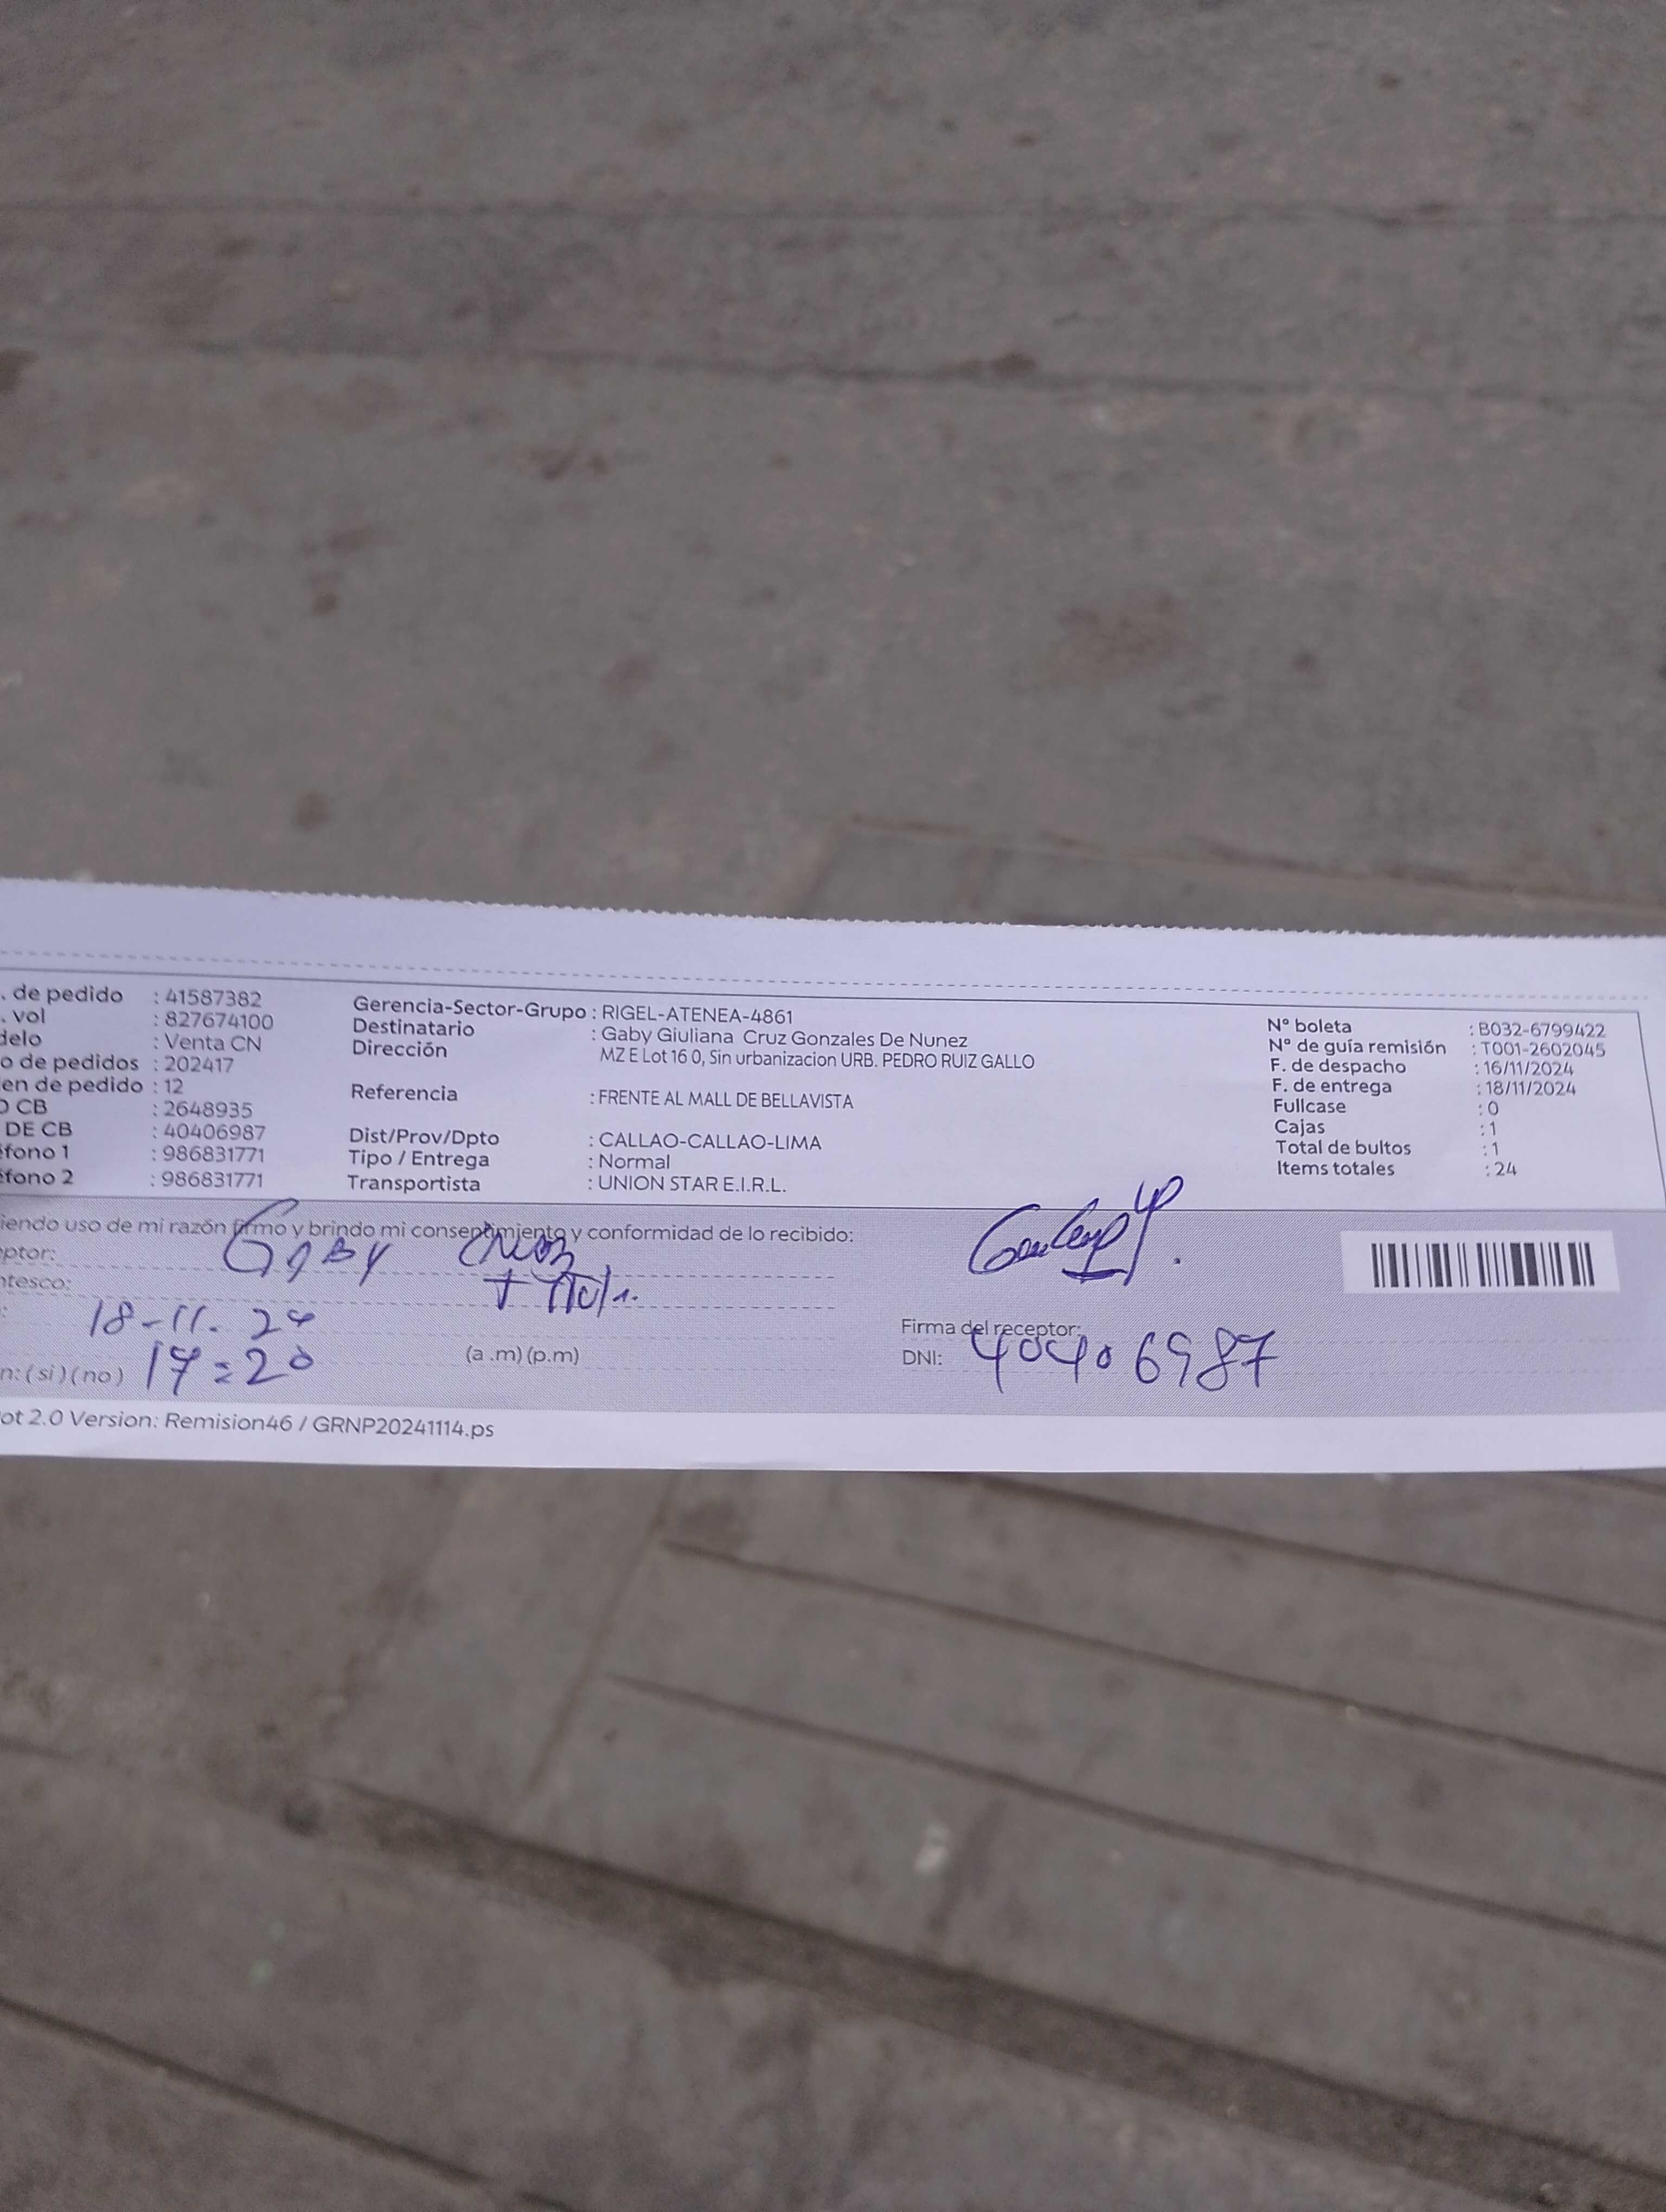 . de pedido : 41587382
. vol : 827674100
delo : Venta CN
o de pedidos : 202417
en de pedido : 12
O CB : 2648935
DE CB : 40406987
éfono 1 : 986831771
éfono 2 : 986831771
Gerencia-Sector-Grupo : RIGEL-ATENEA-4861
Destinatario : Gaby Giuliana Cruz Gonzales De Nunez
Dirección MZ E Lot 16 0, Sin urbanizacion URB. PEDRO RUIZ GALLO
Referencia : FRENTE AL MALL DE BELLAVISTA
Dist/Prov/Dpto : CALLAO-CALLAO-LIMA
Tipo / Entrega : Normal
Transportista : UNION STAR E.I.R.L.
Nº boleta : B032-6799422
Nº de guía remisión : T001-2602045
F. de despacho : 16/11/2024
F. de entrega : 18/11/2024
Fullcase : 0
Cajas : 1
Total de bultos : 1
Items totales : 24
iendo uso de mi razón firmo y brindo mi consentimiento y conformidad de lo recibido:
eptor: Gaby Cruz
ntesco:
: 18-11-24
n: (si) (no) 17:20 (a .m) (p.m)
Firma del receptor:
DNI: 40406987
ot 2.0 Version: Remision46 / GRNP20241114.ps